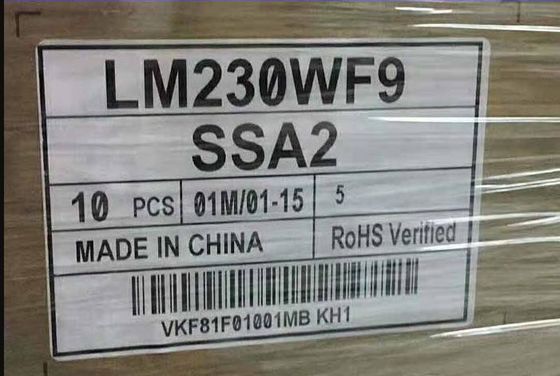 LM230WF9
SSA2
10 PCS 01M/01-15 5
MADE IN CHINA RoHS Verified
VKF81F01001MB KH1